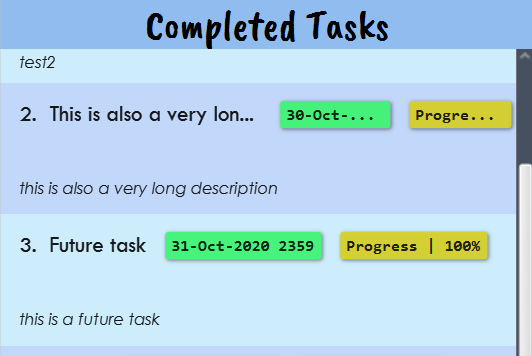 Completed Tasks
test2
2. This is also a very lon... 30-Oct-... Progre...
this is also a very long description
3. Future task 31-Oct-2020 2359 Progress | 100%
this is a future task